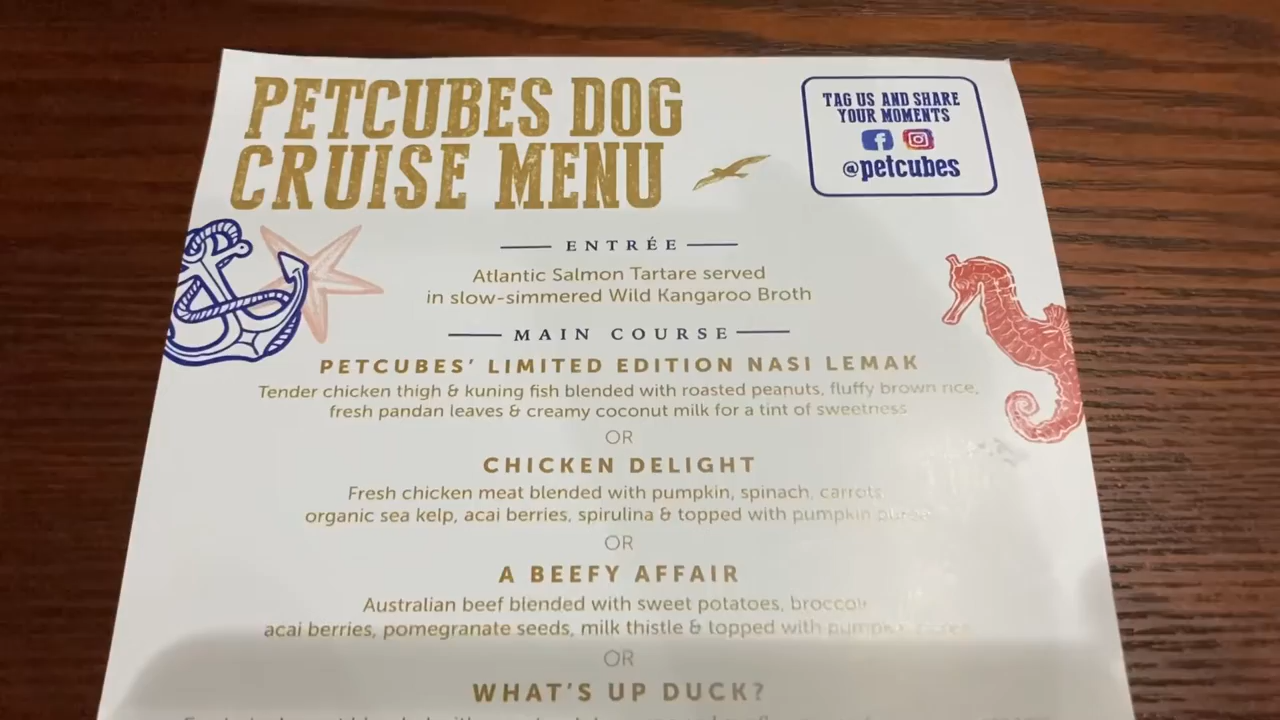 PETCUBES DOG
CRUISE MENU
TAG US AND SHARE
YOUR MOMENTS
@petcubes
ENTRÉE
Atlantic Salmon Tartare served
in slow-simmered Wild Kangaroo Broth
MAIN COURSE
PETCUBES' LIMITED EDITION NASI LEMAK
Tender chicken thigh & kuning fish blended with roasted peanuts, fluffy brown rice,
fresh pandan leaves & creamy coconut milk for a tint of sweetness
OR
CHICKEN DELIGHT
Fresh chicken meat blended with pumpkin, spinach, carrots
organic sea kelp, acai berries, spirulina & topped with pumpkin
OR
A BEEFY AFFAIR
Australian beef blended with sweet potatoes, broccoli
acai berries, pomegranate seeds, milk thistle & topped with
OR
WHAT'S UP DUCK?